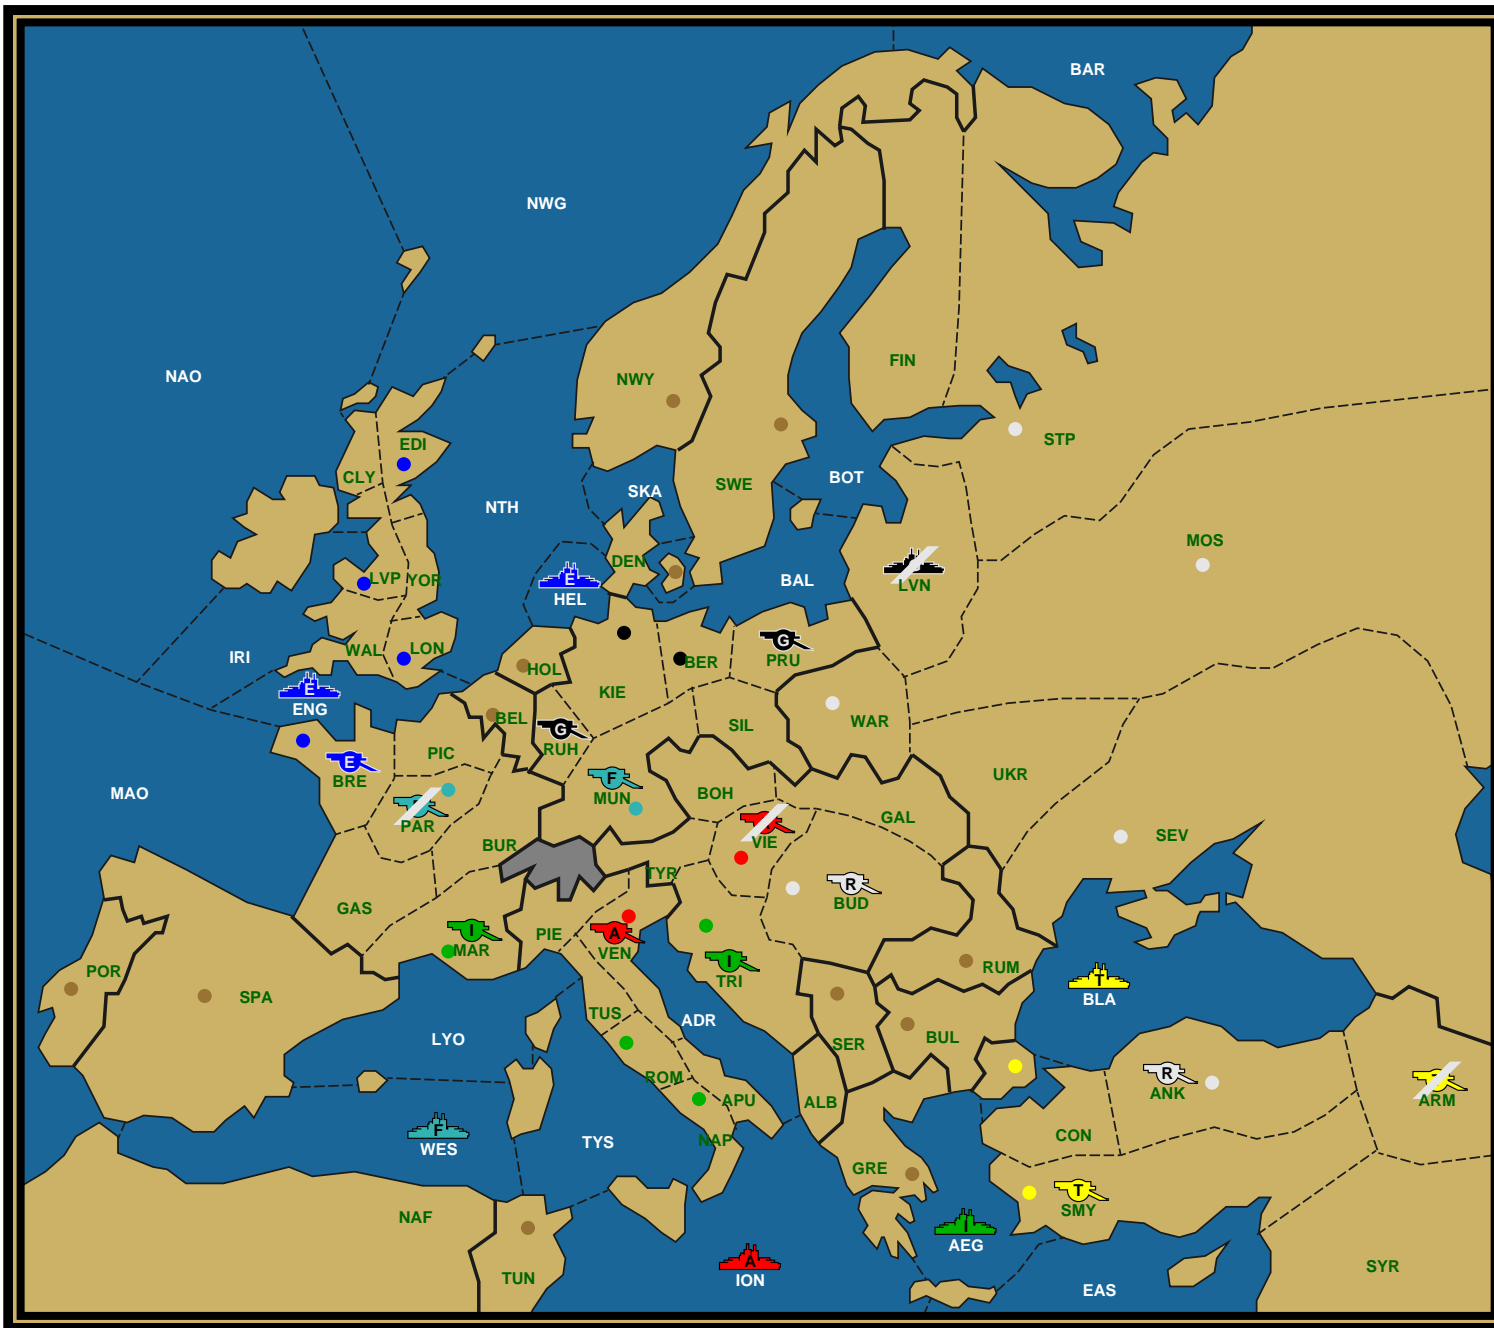 BAR
NWG
NAO
FIN
NWY
STP
EDI
CLY
SWE
BOT
SKA
NTH
MOS
DEN
E
HEL
BAL
LVN
LVP YOR
WAL LON
IRI
HOL
BER
G
PRU
KIE
E
ENG
BEL
G
RUH
SIL
WAR
PIC
E
BRE
F
MUN
BOH
UKR
MAO
PAR
VIE
GAL
SEV
BUR
TYR
R
BUD
GAS
I
MAR
PIE
A
VEN
I
TRI
POR
SPA
RUM
T
BLA
TUS
ADR
LYO
SER
BUL
ROM
R
ANK
T
ARM
APU
ALB
F
WES
TYS
NAP
CON
GRE
T
SMY
NAF
I
AEG
A
ION
TUN
EAS
SYR